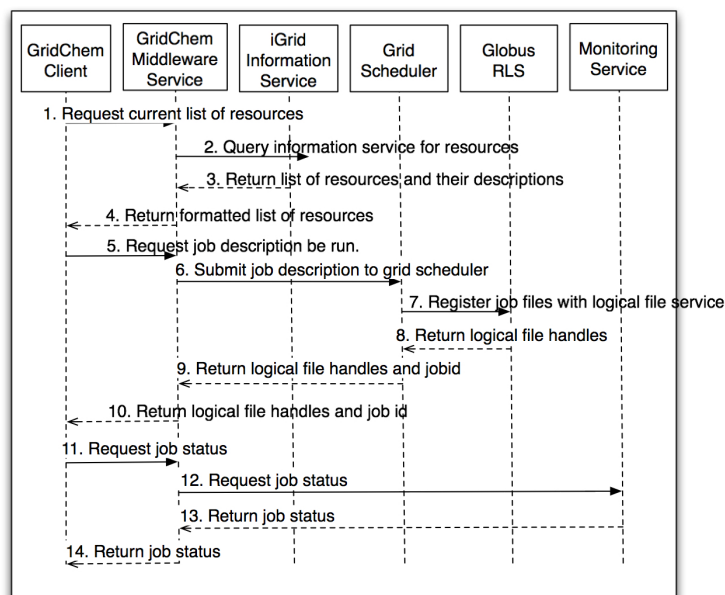 GridChem
Client
GridChem
Middleware
Service
iGrid
Information
Service
Grid
Scheduler
Globus
RLS
Monitoring
Service
1. Request current list of resources
2. Query information service for resources
3. Return list of resources and their descriptions
4. Return formatted list of resources
5. Request job description be run.
6. Submit job description to grid scheduler
7. Register job files with logical file service
8. Return logical file handles
9. Return logical file handles and jobid
10. Return logical file handles and job id
11. Request job status
12. Request job status
13. Return job status
14. Return job status